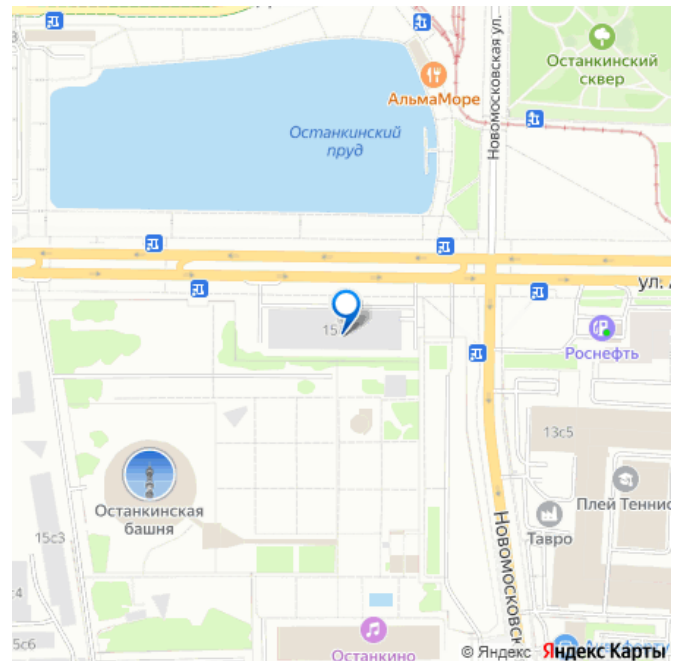 Останкинский
сквер
АльмаМоре
Новомосковская ул.
Останкинский
пруд
ул.
15
Роснефть
13с5
Плей Теннис
Останкинская
башня
Тавро
15с3
Новомосковск
15с6
Останкино
© Яндекс Яндекс Карты